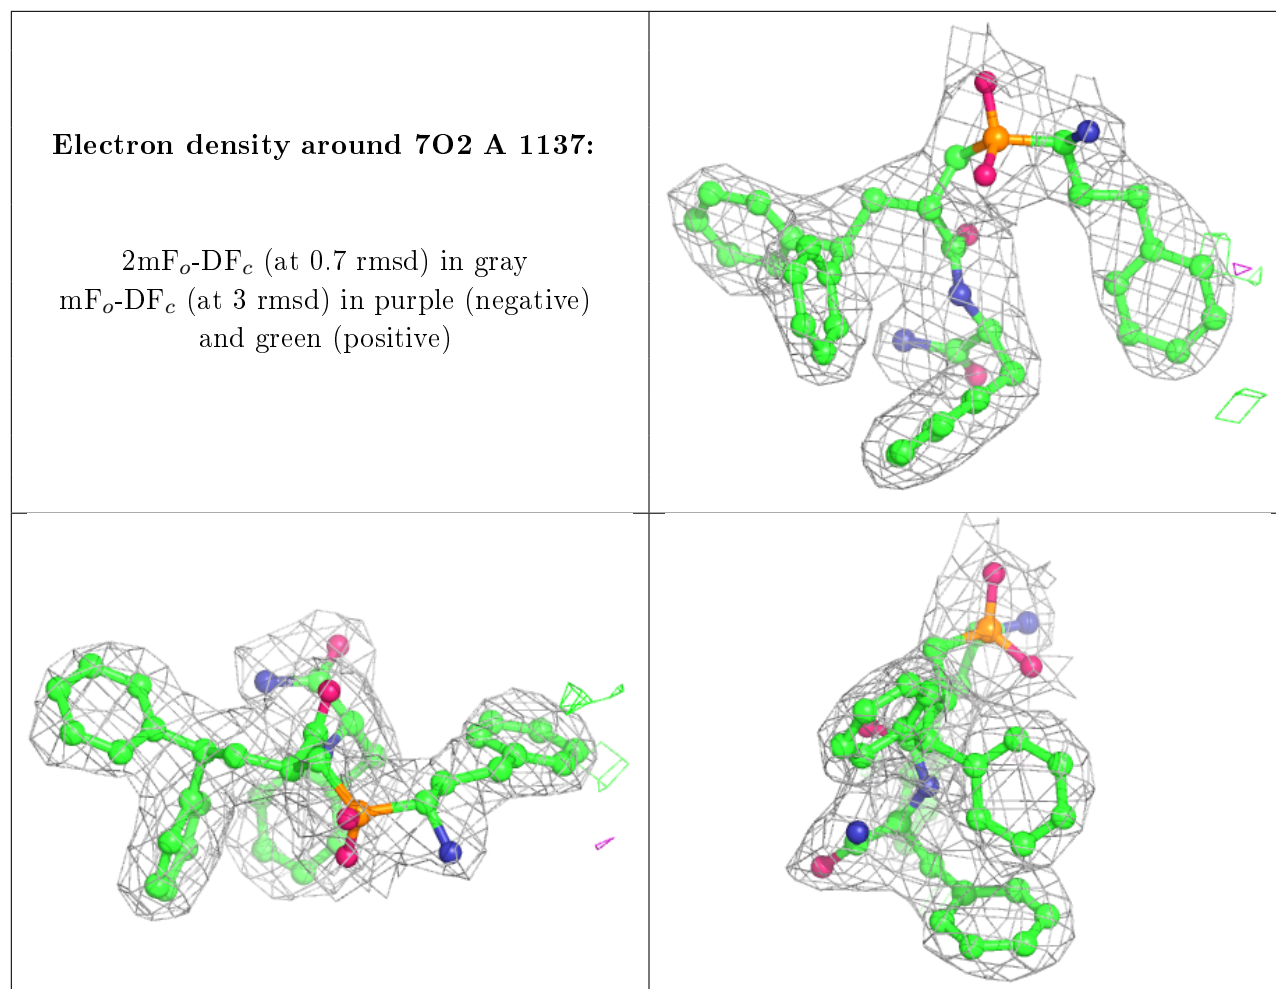 Electron density around 7O2 A 1137:
2mFo-DFc (at 0.7 rmsd) in gray
mFo-DFc (at 3 rmsd) in purple (negative)
and green (positive)